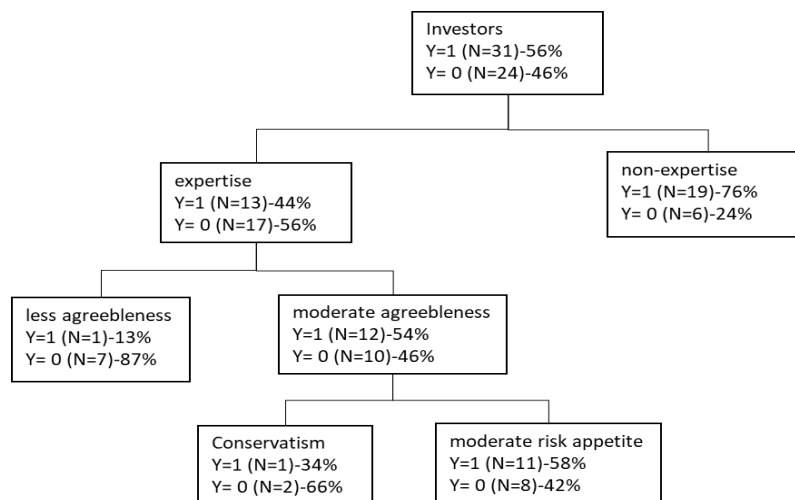 Investors
Y=1 (N=31)-56%
Y= 0 (N=24)-46%
expertise
Y=1 (N=13)-44%
Y= 0 (N=17)-56%
non-expertise
Y=1 (N=19)-76%
Y= 0 (N=6)-24%
less agreebleness
Y=1 (N=1)-13%
Y= 0 (N=7)-87%
moderate agreebleness
Y=1 (N=12)-54%
Y= 0 (N=10)-46%
Conservatism
Y=1 (N=1)-34%
Y= 0 (N=2)-66%
moderate risk appetite
Y=1 (N=11)-58%
Y= 0 (N=8)-42%